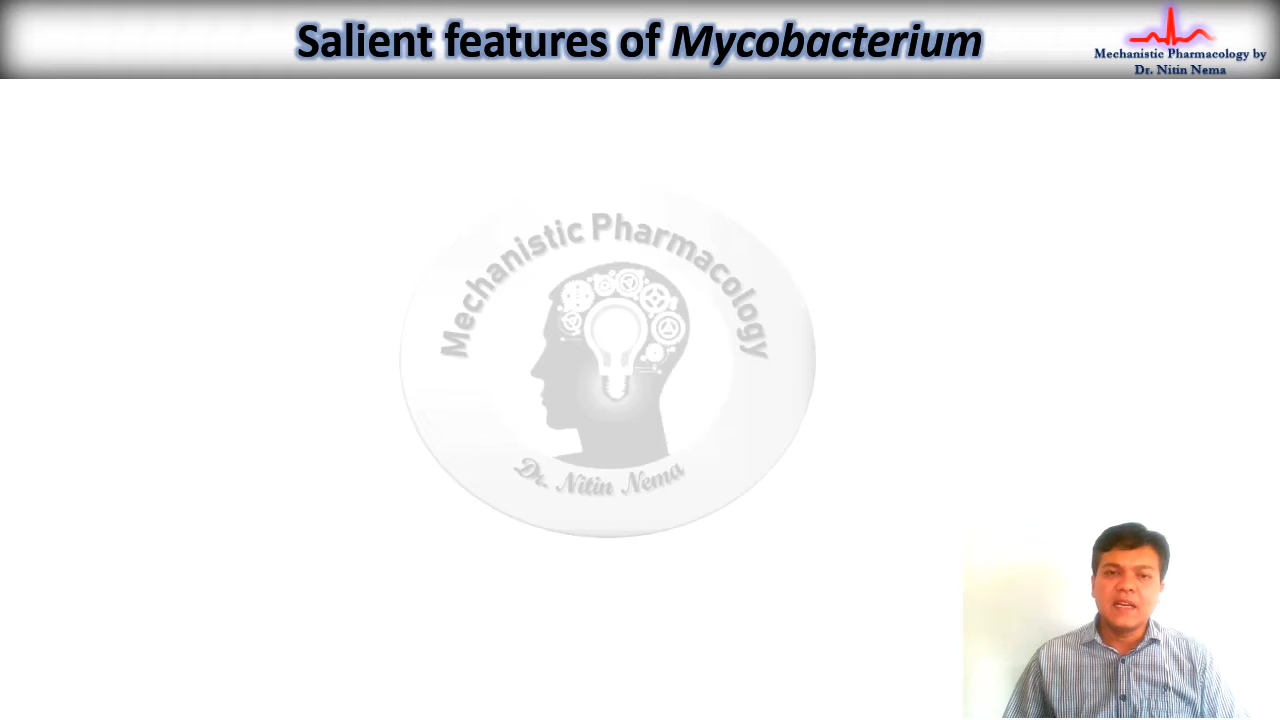 Salient features of Mycobacterium
Mechanistic Pharmacology by
Dr. Nitin Nema
Mechanistic Pharmacology
Dr. Nitin Nema